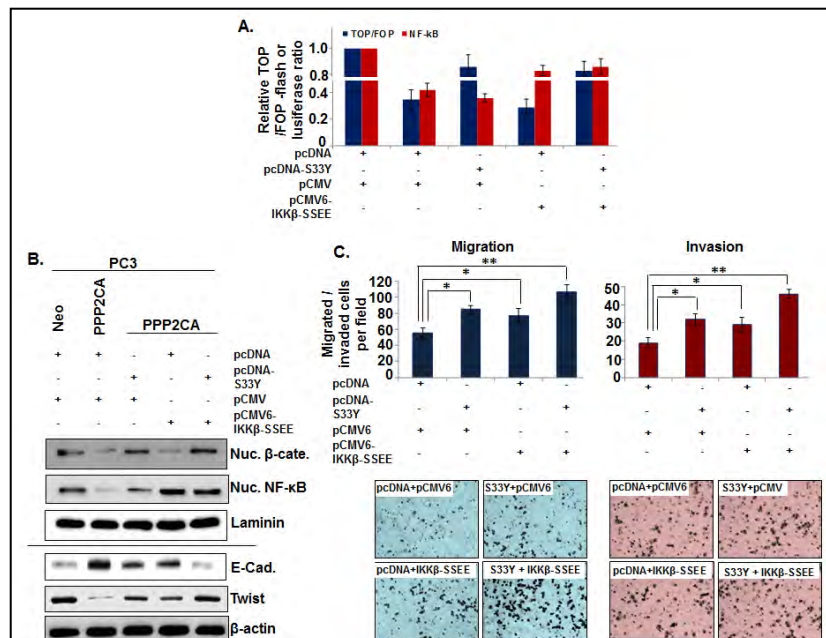 A.
TOP/FOP NF-kB
Relative TOP
/FOP -flash or
lusiferase ratio
1.0
0.8
0.4
0.2
0
pcDNA + + - + -
pcDNA-S33Y - - + - +
pCMV + + + - -
pCMV6-
IKKβ-SSEE - - - + +
B.
PC3
Neo
PPP2CA
PPP2CA
+ + - + - pcDNA
- - + - + pcDNA-
S33Y
+ + + - - pCMV
- - - + + pCMV6-
IKKβ-SSEE
Nuc. β-cate.
Nuc. NF-κB
Laminin
E-Cad.
Twist
β-actin
C.
Migration
Migrated /
invaded cells
per field
120
100
80
60
40
20
0
**
*
*
pcDNA + - + -
pcDNA-
S33Y - + - +
pCMV6 + + - -
pCMV6-
IKKβ-SSEE - - + +
Invasion
50
40
30
20
10
0
**
*
*
+ - + -
- + - +
+ + - -
- - + +
pcDNA+pCMV6
S33Y+pCMV6
pcDNA+IKKβ-SSEE
S33Y + IKKβ-SSEE
pcDNA+pCMV6
S33Y+pCMV
pcDNA+IKKβ-SSEE
S33Y + IKKβ-SSEE